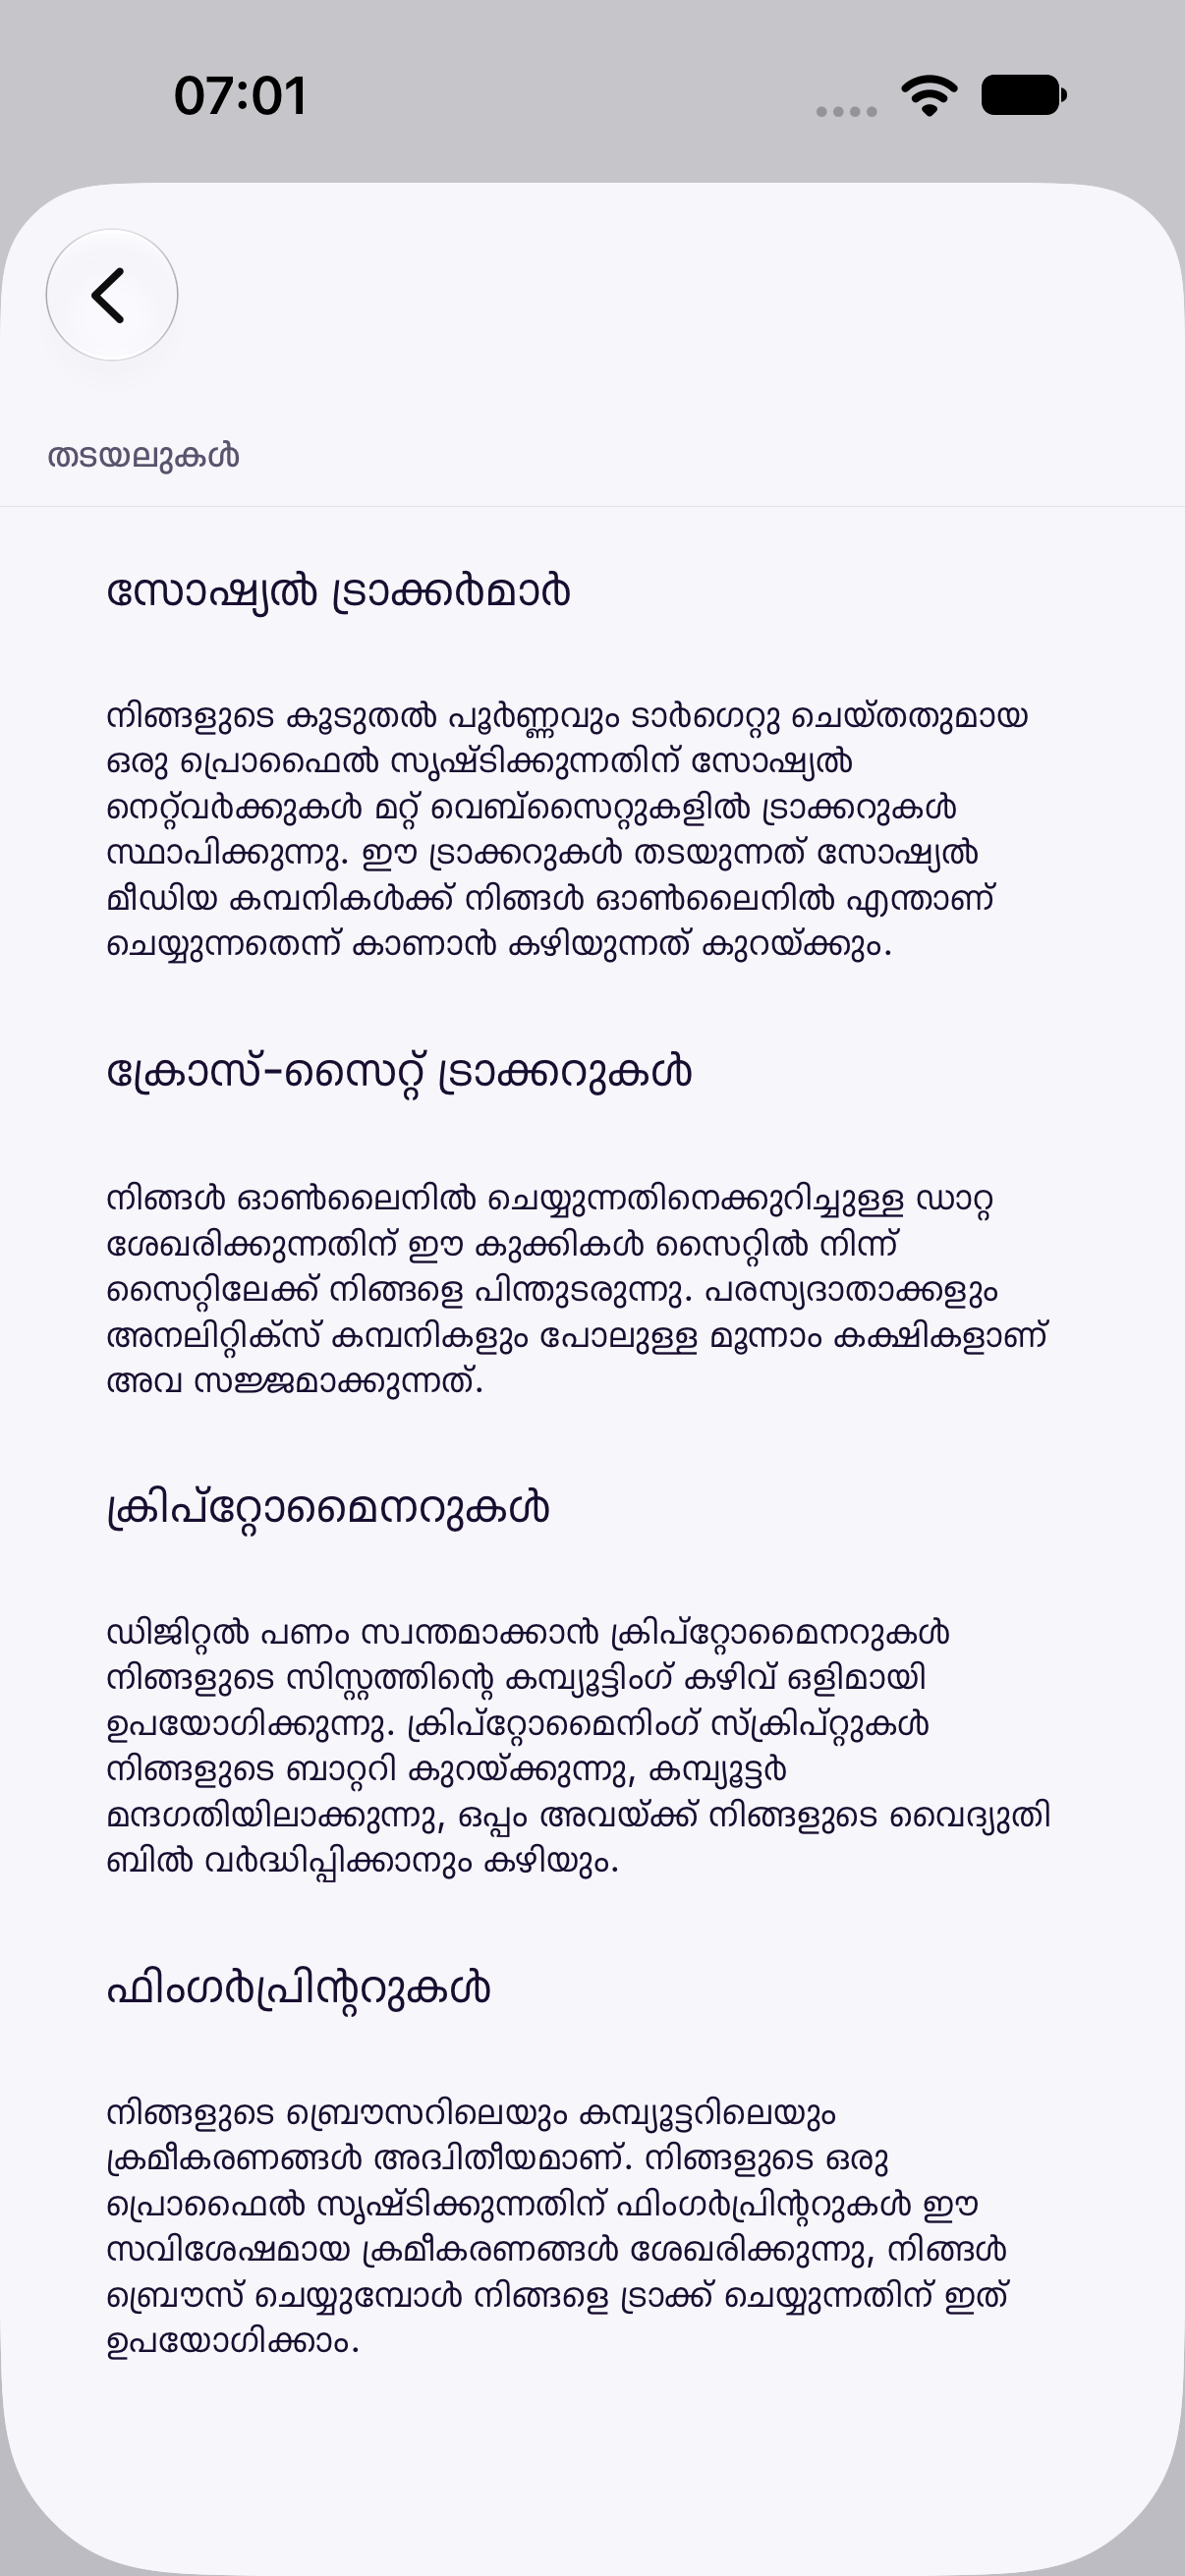 07:01
തടയലുകൾ
സോഷ്യൽ ട്രാക്കർമാർ
നിങ്ങളുടെ കൂടുതൽ പൂർണ്ണവും ടാർഗെറ്റു ചെയ്തതുമായ
ഒരു പ്രൊഫൈൽ സൃഷ്ടിക്കുന്നതിന് സോഷ്യൽ
നെറ്റ്‌വർക്കുകൾ മറ്റ് വെബ്സൈറ്റുകളിൽ ട്രാക്കറുകൾ
സ്ഥാപിക്കുന്നു. ഈ ട്രാക്കറുകൾ തടയുന്നത് സോഷ്യൽ
മീഡിയ കമ്പനികൾക്ക് നിങ്ങൾ ഓൺലൈനിൽ എന്താണ്
ചെയ്യുന്നതെന്ന് കാണാൻ കഴിയുന്നത് കുറയ്ക്കും.
ക്രോസ്-സൈറ്റ് ട്രാക്കറുകൾ
നിങ്ങൾ ഓൺലൈനിൽ ചെയ്യുന്നതിനെക്കുറിച്ചുള്ള ഡാറ്റ
ശേഖരിക്കുന്നതിന് ഈ കുക്കികൾ സൈറ്റിൽ നിന്ന്
സൈറ്റിലേക്ക് നിങ്ങളെ പിന്തുടരുന്നു. പരസ്യദാതാക്കളും
അനലിറ്റിക്സ് കമ്പനികളും പോലുള്ള മൂന്നാം കക്ഷികളാണ്
അവ സജ്ജമാക്കുന്നത്.
ക്രിപ്റ്റോമൈനറുകൾ
ഡിജിറ്റൽ പണം സ്വന്തമാക്കാൻ ക്രിപ്റ്റോമൈനറുകൾ
നിങ്ങളുടെ സിസ്റ്റത്തിന്റെ കമ്പ്യൂട്ടിംഗ് കഴിവ് ഒളിമായി
ഉപയോഗിക്കുന്നു. ക്രിപ്റ്റോമൈനിംഗ് സ്ക്രിപ്റ്റുകൾ
നിങ്ങളുടെ ബാറ്ററി കുറയ്ക്കുന്നു, കമ്പ്യൂട്ടർ
മന്ദഗതിയിലാക്കുന്നു, ഒപ്പം അവയ്ക്ക് നിങ്ങളുടെ വൈദ്യുതി
ബിൽ വർദ്ധിപ്പിക്കാനും കഴിയും.
ഫിംഗർപ്രിന്ററുകൾ
നിങ്ങളുടെ ബ്രൌസറിലെയും കമ്പ്യൂട്ടറിലെയും
ക്രമീകരണങ്ങൾ അദ്വിതീയമാണ്. നിങ്ങളുടെ ഒരു
പ്രൊഫൈൽ സൃഷ്ടിക്കുന്നതിന് ഫിംഗർപ്രിന്ററുകൾ ഈ
സവിശേഷമായ ക്രമീകരണങ്ങൾ ശേഖരിക്കുന്നു, നിങ്ങൾ
ബ്രൌസ് ചെയ്യുമ്പോൾ നിങ്ങളെ ട്രാക്ക് ചെയ്യുന്നതിന് ഇത്
ഉപയോഗിക്കാം.